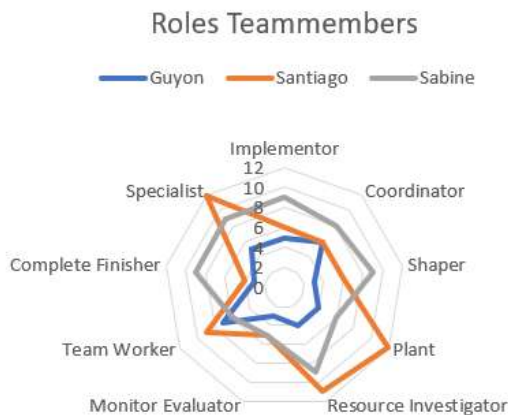 Roles Teammembers
Guyon Santiago Sabine
Implementor
12
10
8
6
4
2
0
Specialist
Coordinator
Complete Finisher
Shaper
Team Worker
Plant
Monitor Evaluator
Resource Investigator